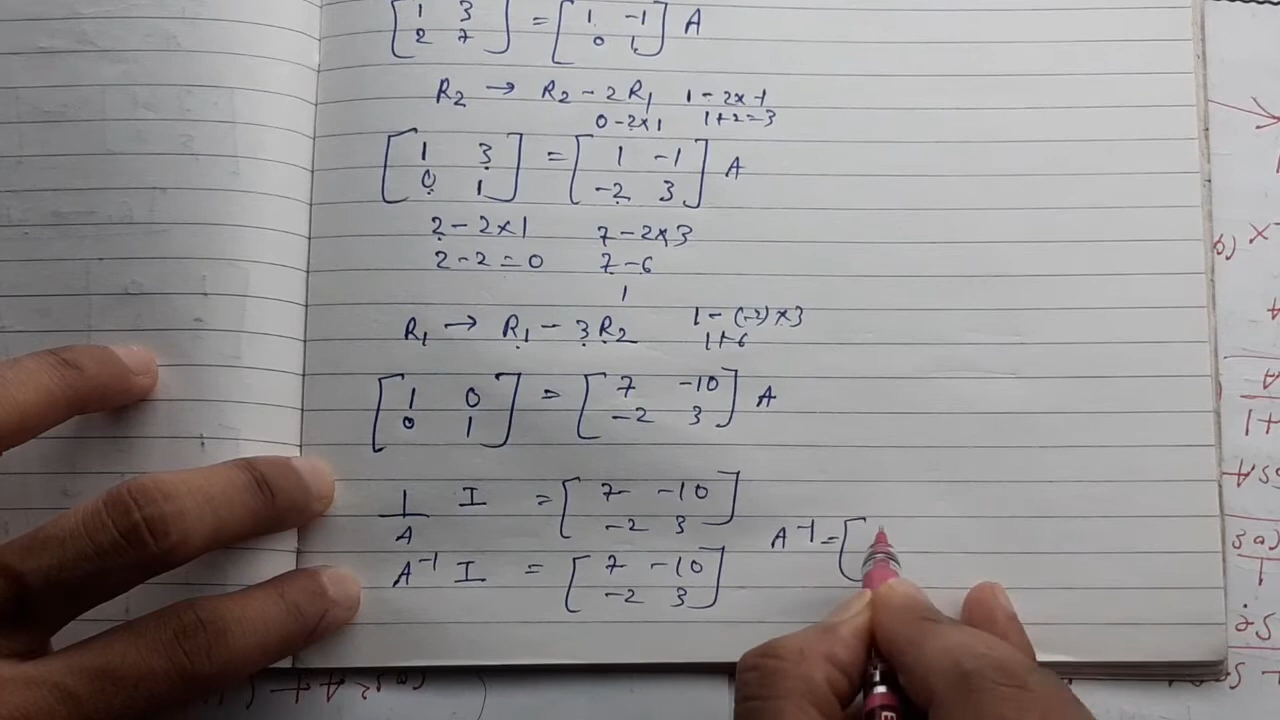 [1 3 = [1 -1 A
2 7] 0 1]
R₂ → R₂ - 2R₁ 1 - 2x-1
0-2x1 1+2=3
[1 3 = [1 -1 A
0 1] -2 3]
2-2x1 7-2x3
2-2=0 7-6
1
R₁ → R₁ - 3R₂ 1-(-2)x3
1+6
[1 0 = [7 -10 A
0 1] -2 3]
1/A I = [7 -10
-2 3]
A⁻¹ = [
A⁻¹ I = [7 -10
-2 3]